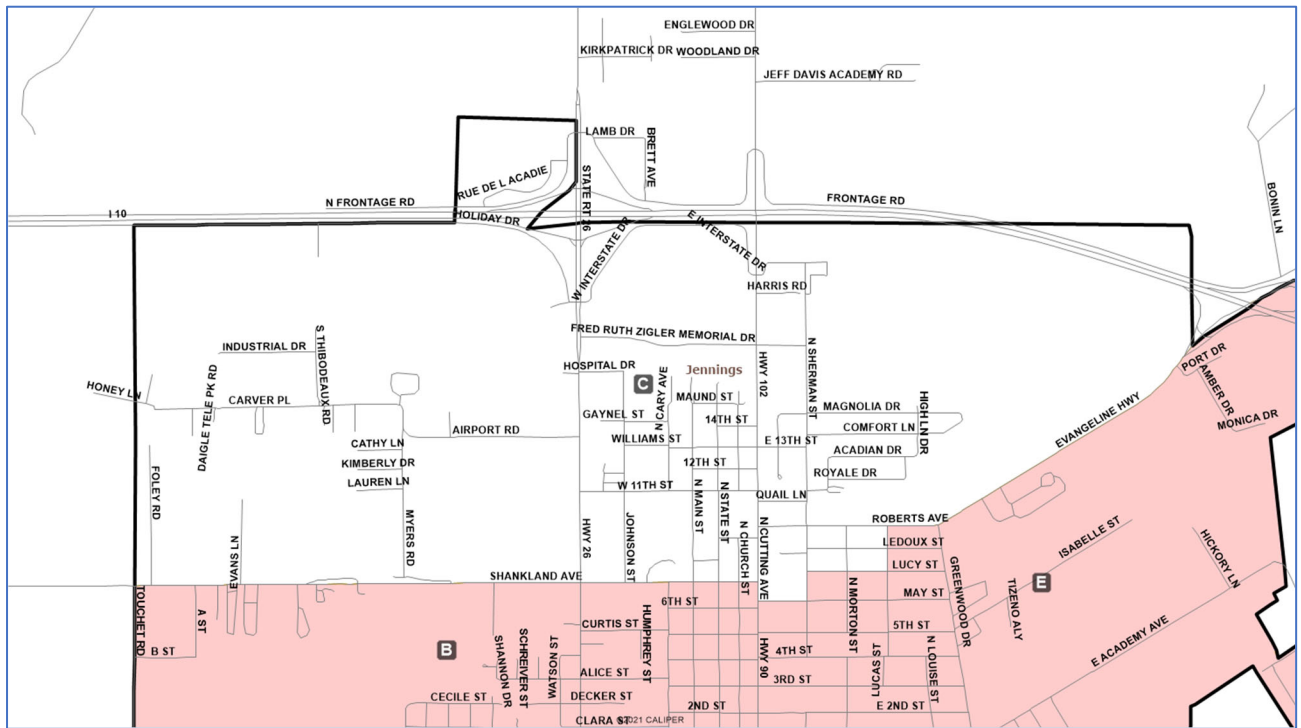 ENGLEWOOD DR
KIRKPATRICK DR
WOODLAND DR
JEFF DAVIS ACADEMY RD
LAMB DR
BRETT AVE
RUE DE L ACADIE
STATE RT 26
BONIN LN
N FRONTAGE RD
FRONTAGE RD
I 10
HOLIDAY DR
E INTERSTATE DR
W INTERSTATE DR
HARRIS RD
FRED RUTH ZIGLER MEMORIAL DR
INDUSTRIAL DR
S THIBODEAUX RD
N SHERMAN ST
PORT DR
HOSPITAL DR
Jennings
HWY 102
C
DAIGLE TELE PK RD
HONEY LN
CARVER PL
N CARY AVE
MAUND ST
AMBER DR
MAGNOLIA DR
HIGH LN DR
GAYNEL ST
14TH ST
MONICA DR
EVANGELINE HWY
AIRPORT RD
COMFORT LN
WILLIAMS ST
E 13TH ST
CATHY LN
ACADIAN DR
KIMBERLY DR
12TH ST
ROYALE DR
LAUREN LN
W 11TH ST
QUAIL LN
FOLEY RD
N MAIN ST
N STATE ST
MYERS RD
HWY 26
JOHNSON ST
N CHURCH ST
N CUTTING AVE
ROBERTS AVE
LEDOUX ST
ISABELLE ST
HICKORY LN
EVANS LN
LUCY ST
SHANKLAND AVE
GREENWOOD DR
E
TOUCHET RD
A ST
6TH ST
MAY ST
N MORTON ST
TIZENO ALY
CURTIS ST
HUMPHREY ST
5TH ST
E ACADEMY AVE
B ST
B
SHANNON DR
SCHREIVER ST
WATSON ST
HWY 90
4TH ST
LUCAS ST
N LOUISE ST
ALICE ST
3RD ST
CECILE ST
DECKER ST
2ND ST
E 2ND ST
CLARA ST
©2021 CALIPER